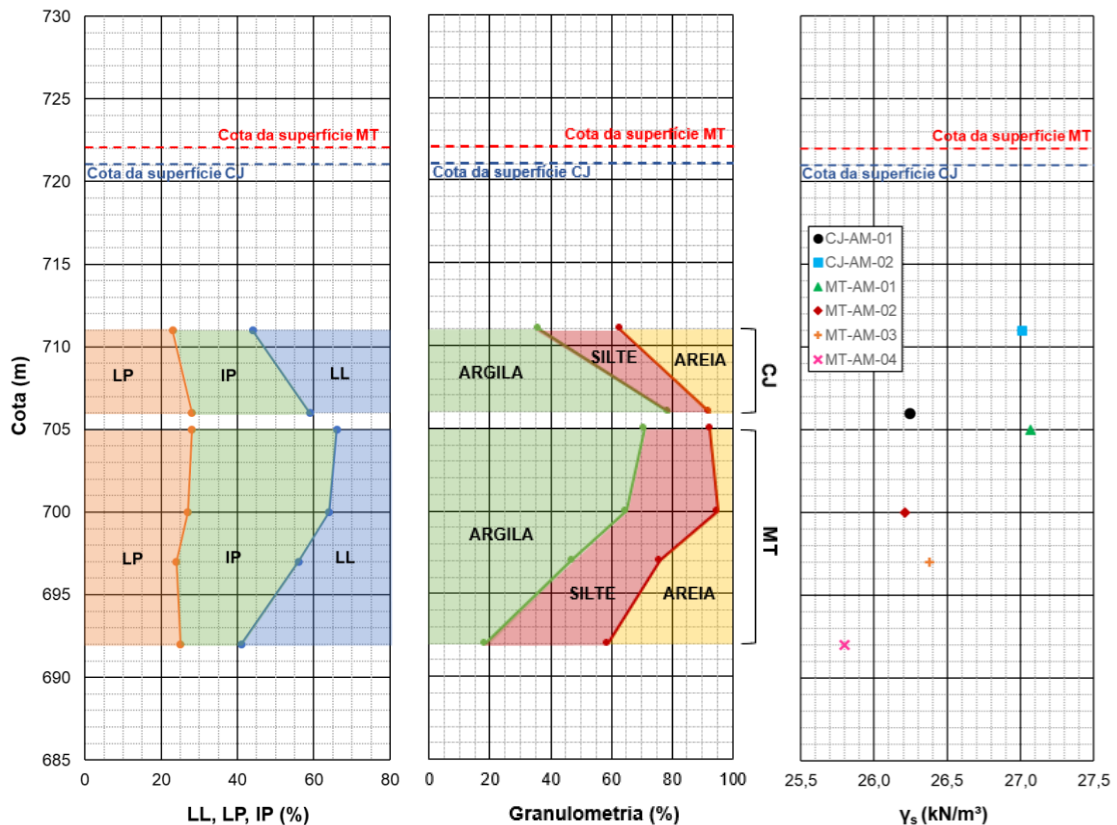 730
725
720
715
710
705
700
695
690
685
Cota (m)
Cota da superfície MT
Cota da superfície CJ
LP
IP
LL
LP
IP
LL
0
20
40
60
80
LL, LP, IP (%)
Cota da superfície MT
Cota da superfície CJ
ARGILA
SILTE
AREIA
CJ
ARGILA
SILTE
AREIA
MT
0
20
40
60
80
100
Granulometria (%)
Cota da superfície MT
Cota da superfície CJ
CJ-AM-01
CJ-AM-02
MT-AM-01
MT-AM-02
MT-AM-03
MT-AM-04
25,5
26,0
26,5
27,0
27,5
γs (kN/m³)